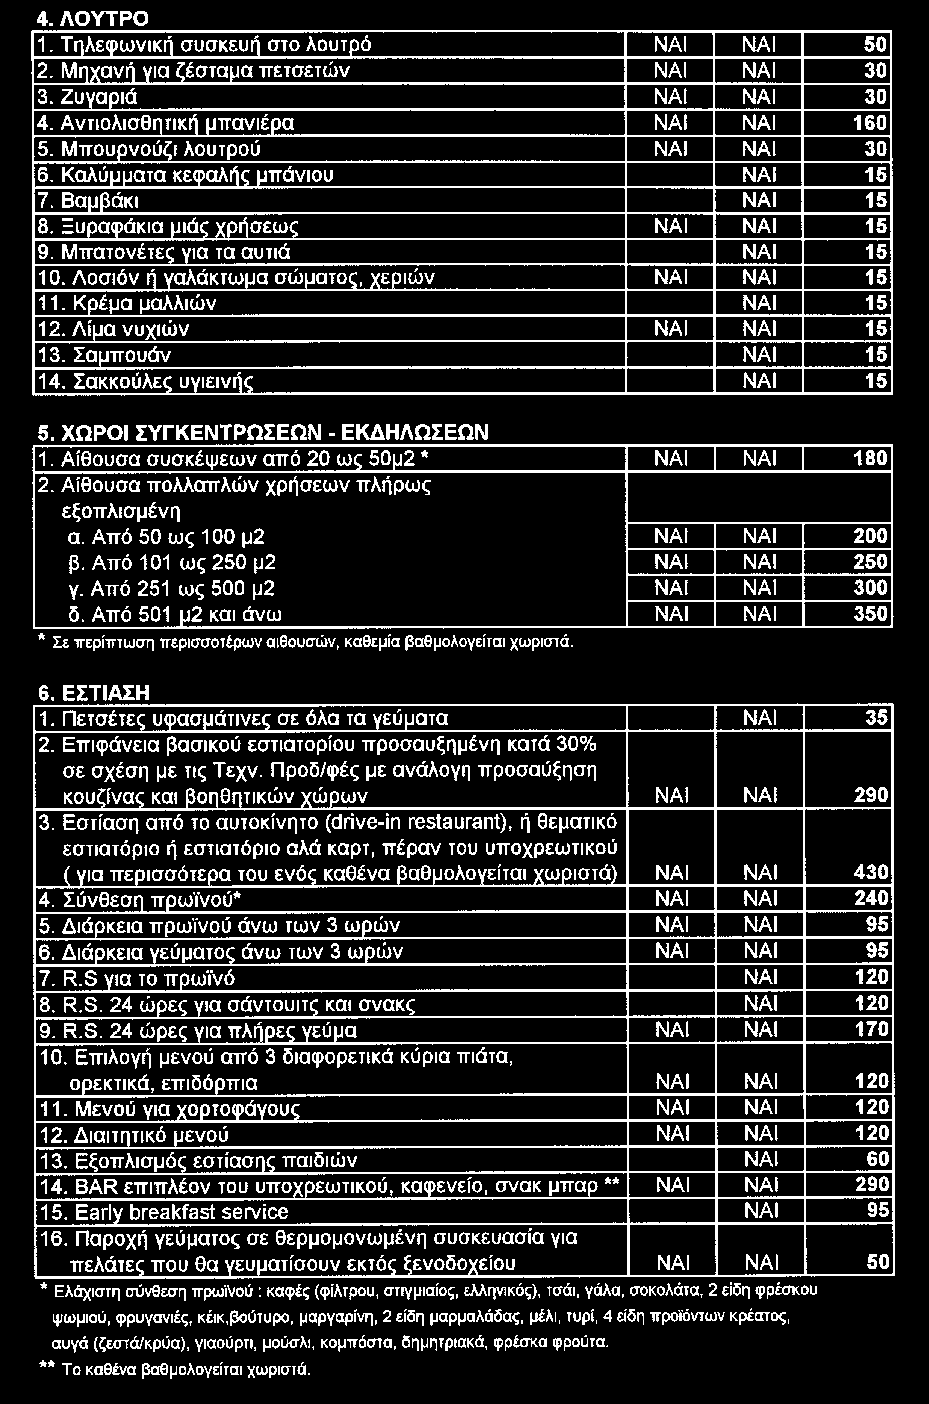 4. ΛΟΥΤΡΟ
1. Τηλεφωνική συσκευή στο λουτρό ΝΑΙ ΝΑΙ 50
2. Μηχανή για ζέσταμα πετσετών ΝΑΙ ΝΑΙ 30
3. Ζυγαριά ΝΑΙ ΝΑΙ 30
4. Αντιολισθητική μπανιέρα ΝΑΙ ΝΑΙ 160
5. Μπουρνούζι λουτρού ΝΑΙ ΝΑΙ 30
6. Καλύμματα κεφαλής μπάνιου ΝΑΙ 15
7. Βαμβάκι ΝΑΙ 15
8. Ξυραφάκια μιάς χρήσεως ΝΑΙ ΝΑΙ 15
9. Μπατονέτες για τα αυτιά ΝΑΙ 15
10. Λοσιόν ή γαλάκτωμα σώματος, χεριών ΝΑΙ ΝΑΙ 15
11. Κρέμα μαλλιών ΝΑΙ 15
12. Λίμα νυχιών ΝΑΙ ΝΑΙ 15
13. Σαμπουάν ΝΑΙ 15
14. Σακκούλες υγιεινής ΝΑΙ 15
5. ΧΩΡΟΙ ΣΥΓΚΕΝΤΡΩΣΕΩΝ - ΕΚΔΗΛΩΣΕΩΝ
1. Αίθουσα συσκέψεων από 20 ως 50μ2 * ΝΑΙ ΝΑΙ 180
2. Αίθουσα πολλαπλών χρήσεων πλήρως
εξοπλισμένη
α. Από 50 ως 100 μ2 ΝΑΙ ΝΑΙ 200
β. Από 101 ως 250 μ2 ΝΑΙ ΝΑΙ 250
γ. Από 251 ως 500 μ2 ΝΑΙ ΝΑΙ 300
δ. Από 501 μ2 και άνω ΝΑΙ ΝΑΙ 350
* Σε περίπτωση περισσοτέρων αιθουσών, καθεμία βαθμολογείται χωριστά.
6. ΕΣΤΙΑΣΗ
1. Πετσέτες υφασμάτινες σε όλα τα γεύματα ΝΑΙ 35
2. Επιφάνεια βασικού εστιατορίου προσαυξημένη κατά 30%
σε σχέση με τις Τεχν. Προδ/φές με ανάλογη προσαύξηση
κουζίνας και βοηθητικών χώρων ΝΑΙ ΝΑΙ 290
3. Εστίαση από το αυτοκίνητο (drive-in restaurant), ή θεματικό
εστιατόριο ή εστιατόριο αλά καρτ, πέραν του υποχρεωτικού
( για περισσότερα του ενός καθένα βαθμολογείται χωριστά) ΝΑΙ ΝΑΙ 430
4. Σύνθεση πρωϊνού* ΝΑΙ ΝΑΙ 240
5. Διάρκεια πρωϊνού άνω των 3 ωρών ΝΑΙ ΝΑΙ 95
6. Διάρκεια γεύματος άνω των 3 ωρών ΝΑΙ ΝΑΙ 95
7. R.S για το πρωϊνό ΝΑΙ 120
8. R.S. 24 ώρες για σάντουιτς και σνακς ΝΑΙ 120
9. R.S. 24 ώρες για πλήρες γεύμα ΝΑΙ ΝΑΙ 170
10. Επιλογή μενού από 3 διαφορετικά κύρια πιάτα,
ορεκτικά, επιδόρπια ΝΑΙ ΝΑΙ 120
11. Μενού για χορτοφάγους ΝΑΙ ΝΑΙ 120
12. Διαιτητικό μενού ΝΑΙ ΝΑΙ 120
13. Εξοπλισμός εστίασης παιδιών ΝΑΙ 60
14. BAR επιπλέον του υποχρεωτικού, καφενείο, σνακ μπαρ ** ΝΑΙ ΝΑΙ 290
15. Early breakfast service ΝΑΙ 95
16. Παροχή γεύματος σε θερμομονωμένη συσκευασία για
πελάτες που θα γευματίσουν εκτός ξενοδοχείου ΝΑΙ ΝΑΙ 50
* Ελάχιστη σύνθεση πρωϊνού : καφές (φίλτρου, στιγμιαίος, ελληνικός), τσάι, γάλα, σοκολάτα, 2 είδη φρέσκου
ψωμιού, φρυγανιές, κέικ,βούτυρο, μαργαρίνη, 2 είδη μαρμαλάδας, μέλι, τυρί, 4 είδη προϊόντων κρέατος,
αυγά (ζεστά/κρύα), γιαούρτι, μούσλι, κομπόστα, δημητριακά, φρέσκα φρούτα.
** Το καθένα βαθμολογείται χωριστά.